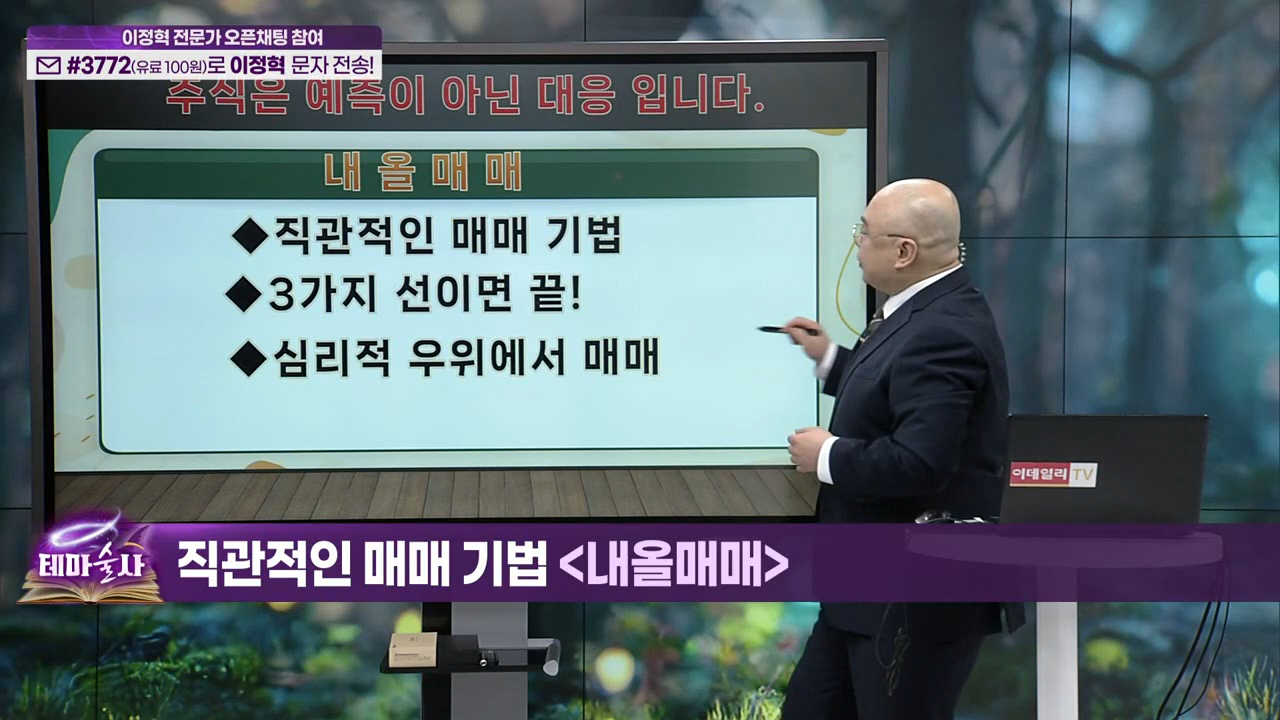 이정혁 전문가 오픈채팅 참여
#3772(유료 100원)로 이정혁 문자 전송!
주식은 예측이 아닌 대응 입니다.
내올매매
◆직관적인 매매 기법
◆3가지 선이면 끝!
◆심리적 우위에서 매매
이데일리TV
테마술사
직관적인 매매 기법 <내올매매>